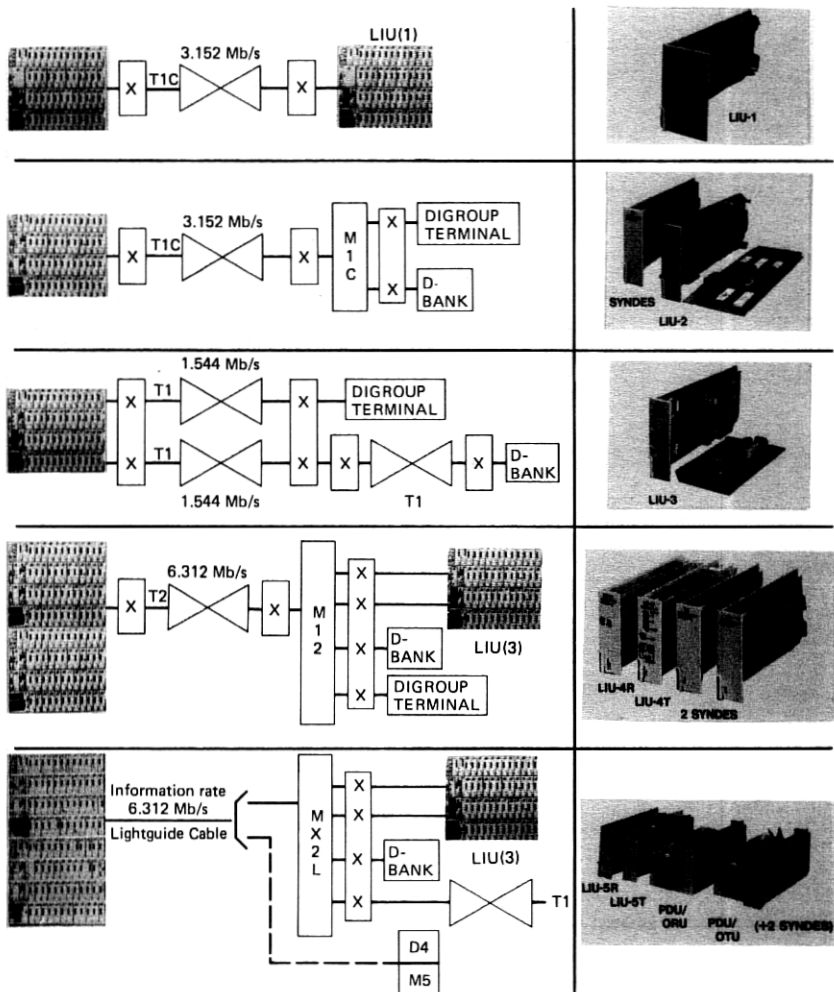 LIU(1)
3.152 Mb/s
X
T1C
X
LIU-1
3.152 Mb/s
X
T1C
X
M
1
C
X
X
DIGROUP
TERMINAL
D-
BANK
SYNDES
LIU-2
1.544 Mb/s
X
T1
X
DIGROUP
TERMINAL
X
T1
X
X
X
D-
BANK
1.544 Mb/s
T1
LIU-3
6.312 Mb/s
X
T2
X
M
1
2
X
X
X
X
LIU(3)
D-
BANK
DIGROUP
TERMINAL
LIU-4R
LIU-4T
2 SYNDES
Information rate
6.312 Mb/s
Lightguide Cable
M
X
2
L
X
X
X
X
LIU(3)
D-
BANK
T1
D4
M5
LIU-5R
LIU-5T
PDU/
ORU
PDU/
OTU
(+2 SYNDES)